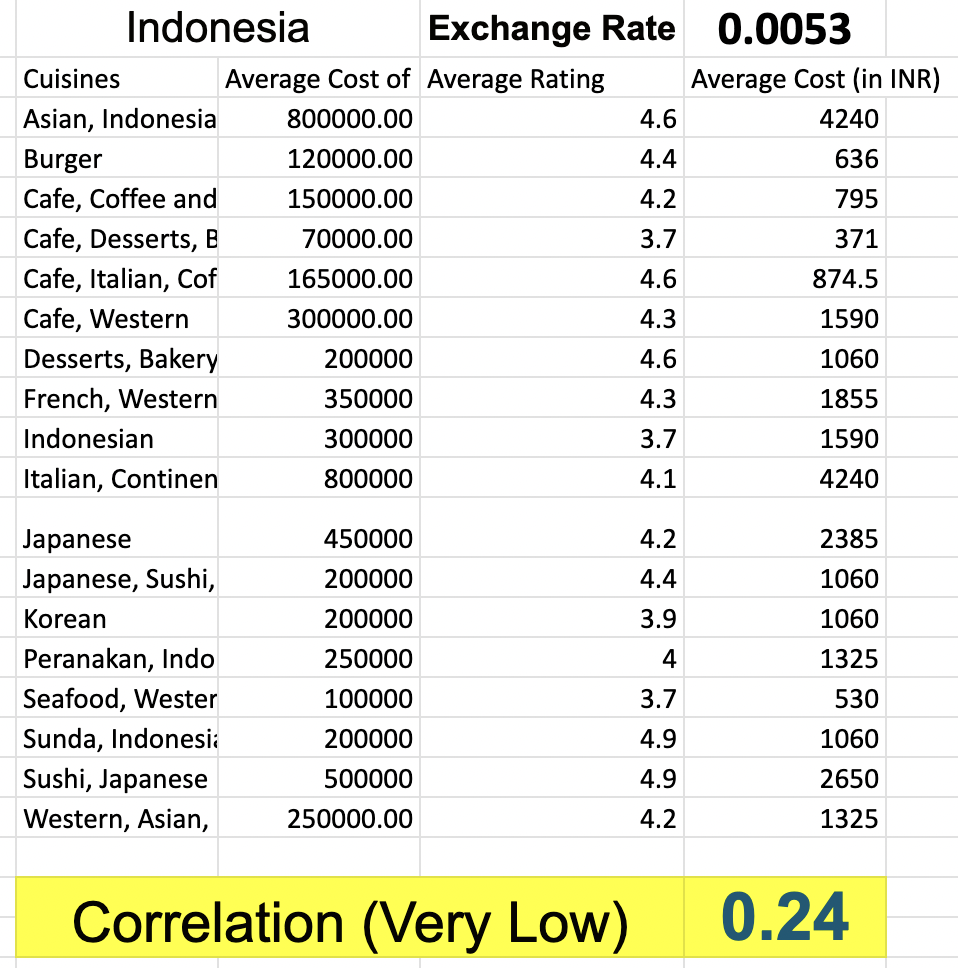 Indonesia Exchange Rate 0.0053
Cuisines Average Cost of Average Rating Average Cost (in INR)
Asian, Indonesia 800000.00 4.6 4240
Burger 120000.00 4.4 636
Cafe, Coffee and 150000.00 4.2 795
Cafe, Desserts, B 70000.00 3.7 371
Cafe, Italian, Cof 165000.00 4.6 874.5
Cafe, Western 300000.00 4.3 1590
Desserts, Bakery 200000 4.6 1060
French, Western 350000 4.3 1855
Indonesian 300000 3.7 1590
Italian, Continen 800000 4.1 4240
Japanese 450000 4.2 2385
Japanese, Sushi, 200000 4.4 1060
Korean 200000 3.9 1060
Peranakan, Indo 250000 4 1325
Seafood, Wester 100000 3.7 530
Sunda, Indonesia 200000 4.9 1060
Sushi, Japanese 500000 4.9 2650
Western, Asian, 250000.00 4.2 1325
Correlation (Very Low) 0.24